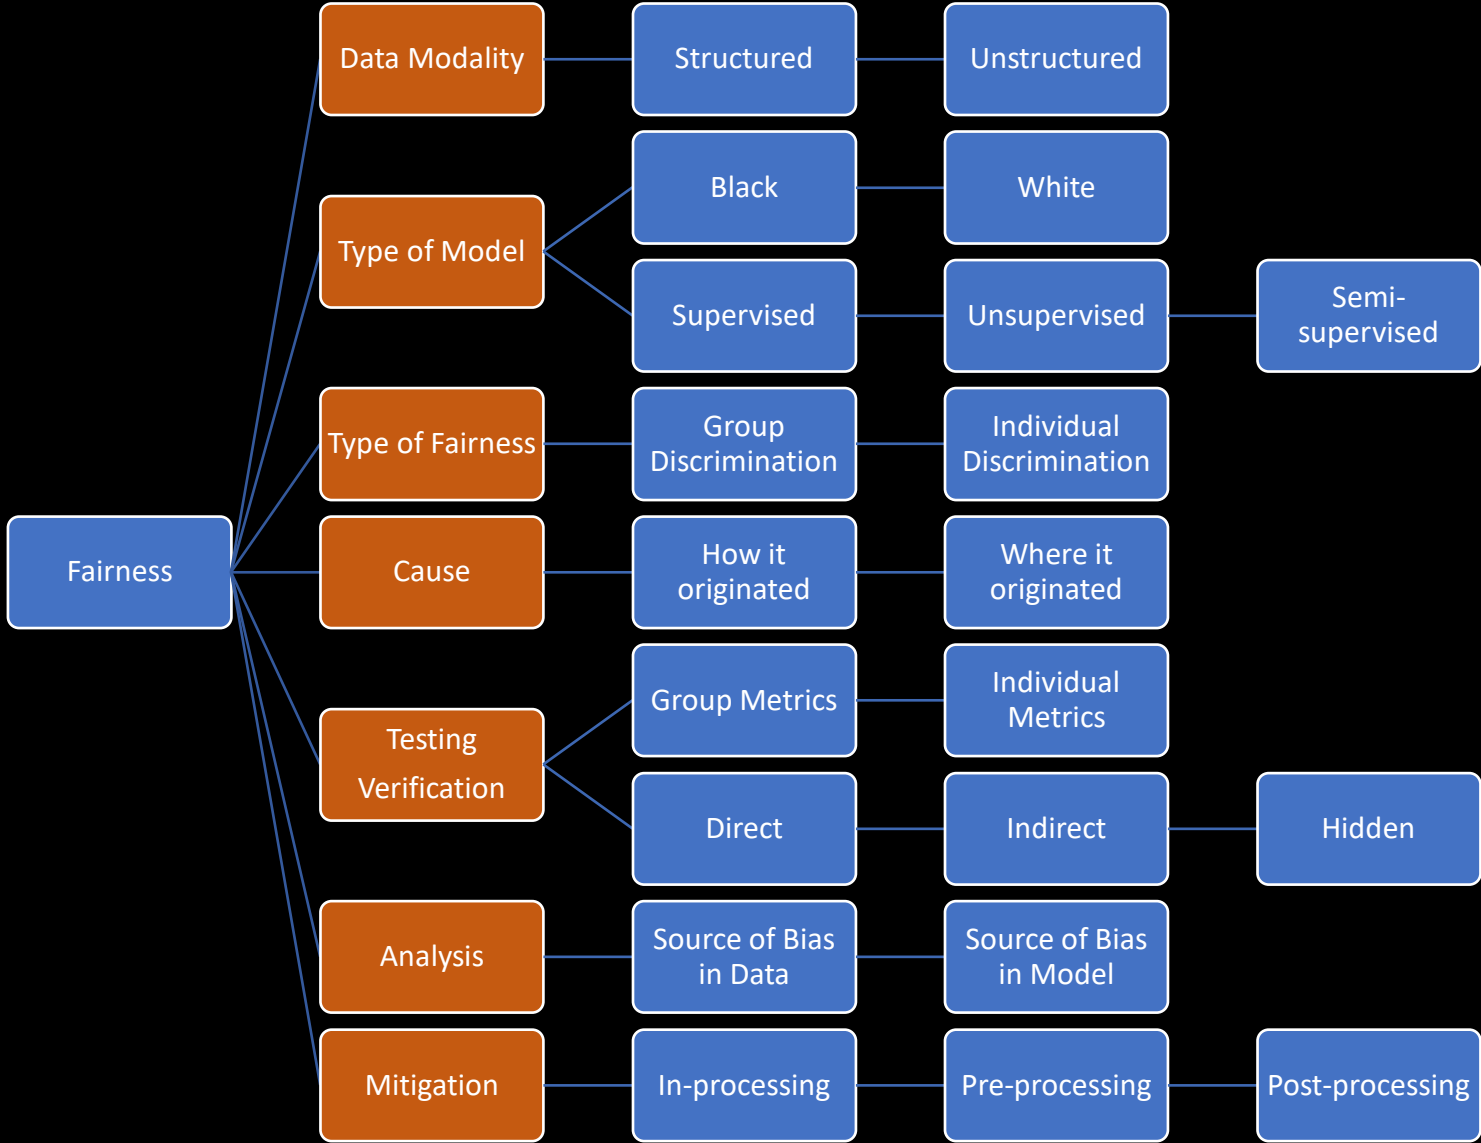 Data Modality
Structured
Unstructured
Black
White
Type of Model
Supervised
Unsupervised
Semi-
supervised
Type of Fairness
Group
Discrimination
Individual
Discrimination
Fairness
Cause
How it
originated
Where it
originated
Group Metrics
Individual
Metrics
Testing
Verification
Direct
Indirect
Hidden
Analysis
Source of Bias
in Data
Source of Bias
in Model
Mitigation
In-processing
Pre-processing
Post-processing